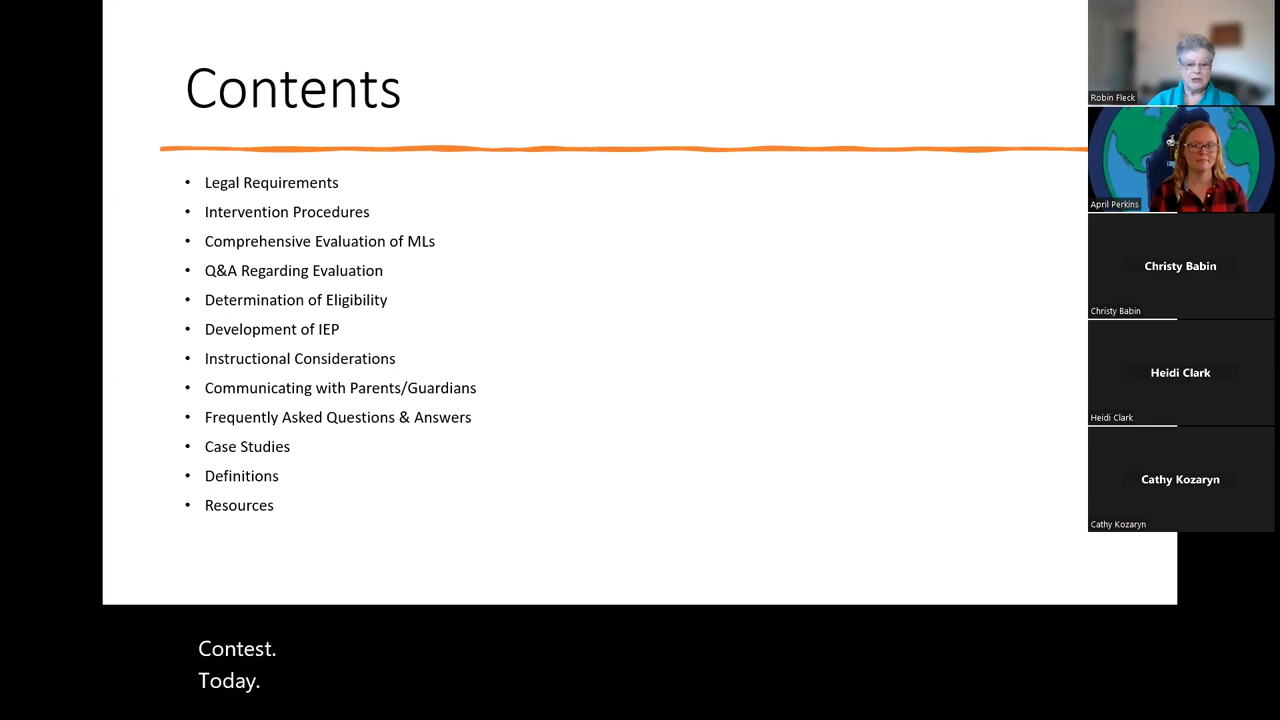 Contents
• Legal Requirements
• Intervention Procedures
• Comprehensive Evaluation of MLs
• Q&A Regarding Evaluation
• Determination of Eligibility
• Development of IEP
• Instructional Considerations
• Communicating with Parents/Guardians
• Frequently Asked Questions & Answers
• Case Studies
• Definitions
• Resources
Robin Fleck
April Perkins
Christy Babin
Christy Babin
Heidi Clark
Heidi Clark
Cathy Kozaryn
Cathy Kozaryn
Contest.
Today.